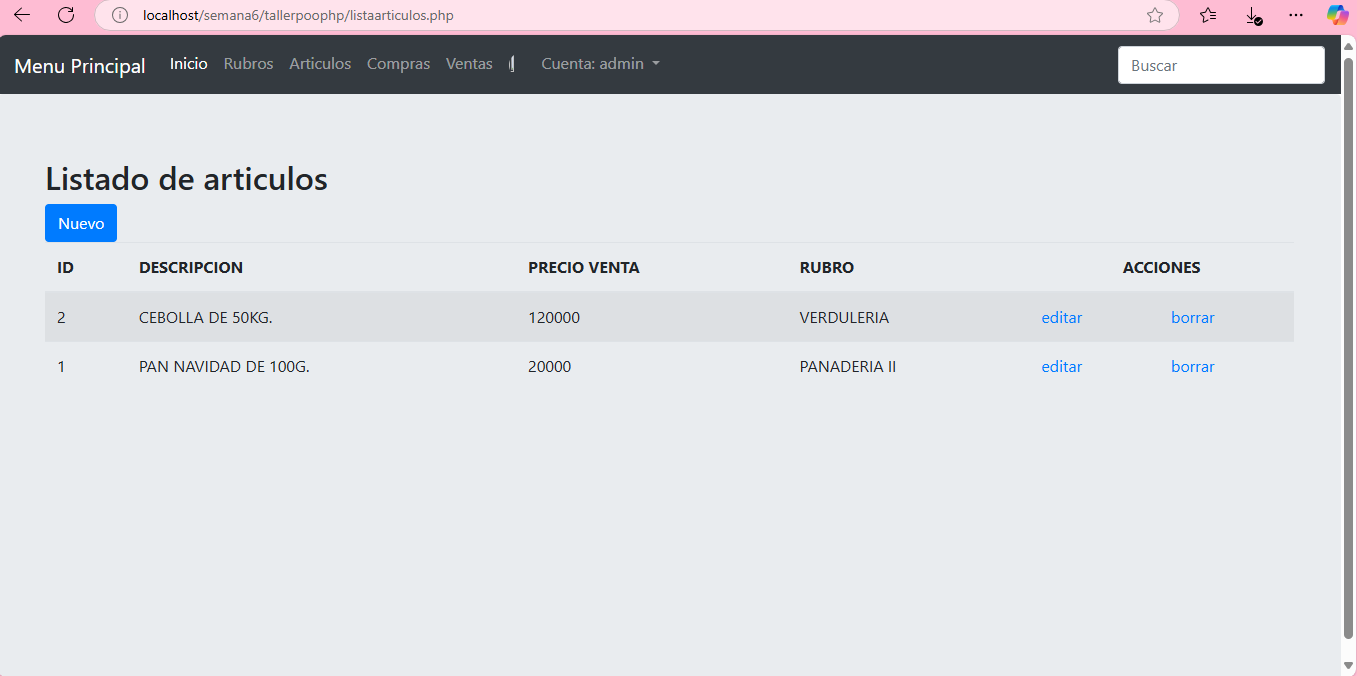 localhost/semana6/tallerpoophp/listaarticulos.php
Menu Principal Inicio Rubros Articulos Compras Ventas Cuenta: admin Buscar
Listado de articulos
Nuevo
ID DESCRIPCION PRECIO VENTA RUBRO ACCIONES
2 CEBOLLA DE 50KG. 120000 VERDULERIA editar borrar
1 PAN NAVIDAD DE 100G. 20000 PANADERIA II editar borrar